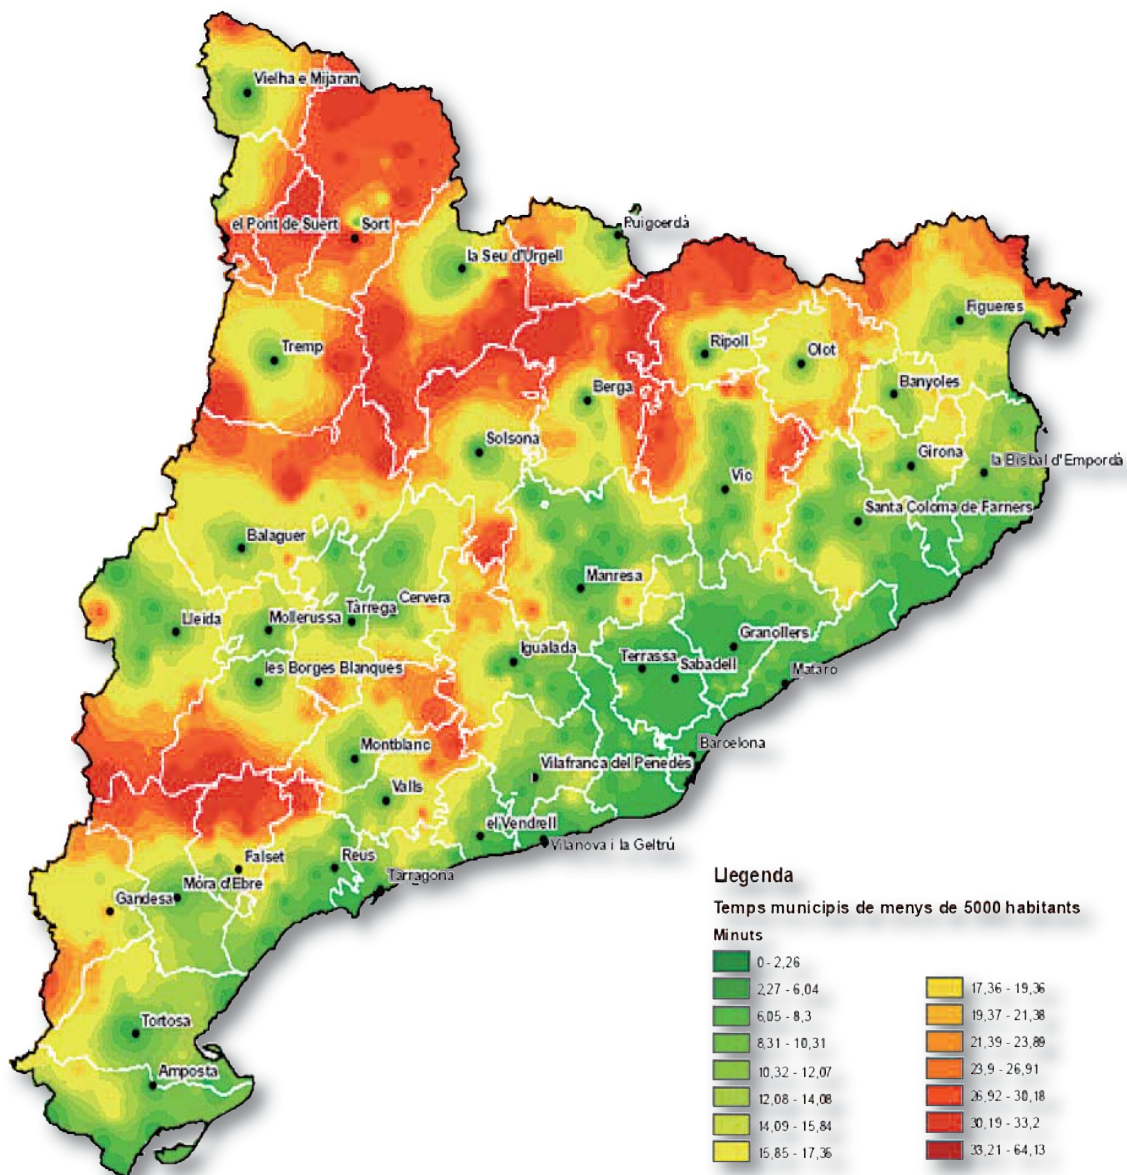 Vielha e Mijaran
Puigcerdà
el Pont de Suert
Sort
la Seu d'Urgell
Figueres
Tremp
Ripoll
Olot
Berga
Banyoles
Solsona
Girona
la Bisbal d'Empordà
Vic
Santa Coloma de Farners
Balaguer
Manresa
Cervera
Lleida
Mollerussa
Tàrrega
Granollers
Igualada
Terrassa
Sabadell
les Borges Blanques
Mataro
Barcelona
Montblanc
Vilafranca del Penedès
Valls
el Vendrell
Vilanova i la Geltrú
Falset
Reus
Tarragona
Móra d'Ebre
Gandesa
Tortosa
Amposta
Llegenda
Temps municipis de menys de 5000 habitants
Minuts
0 - 2,26
2,27 - 6,04
6,05 - 8,3
8,31 - 10,31
10,32 - 12,07
12,08 - 14,08
14,09 - 15,84
15,85 - 17,35
17,36 - 19,36
19,37 - 21,38
21,39 - 23,89
23,9 - 26,91
26,92 - 30,18
30,19 - 33,2
33,21 - 64,13